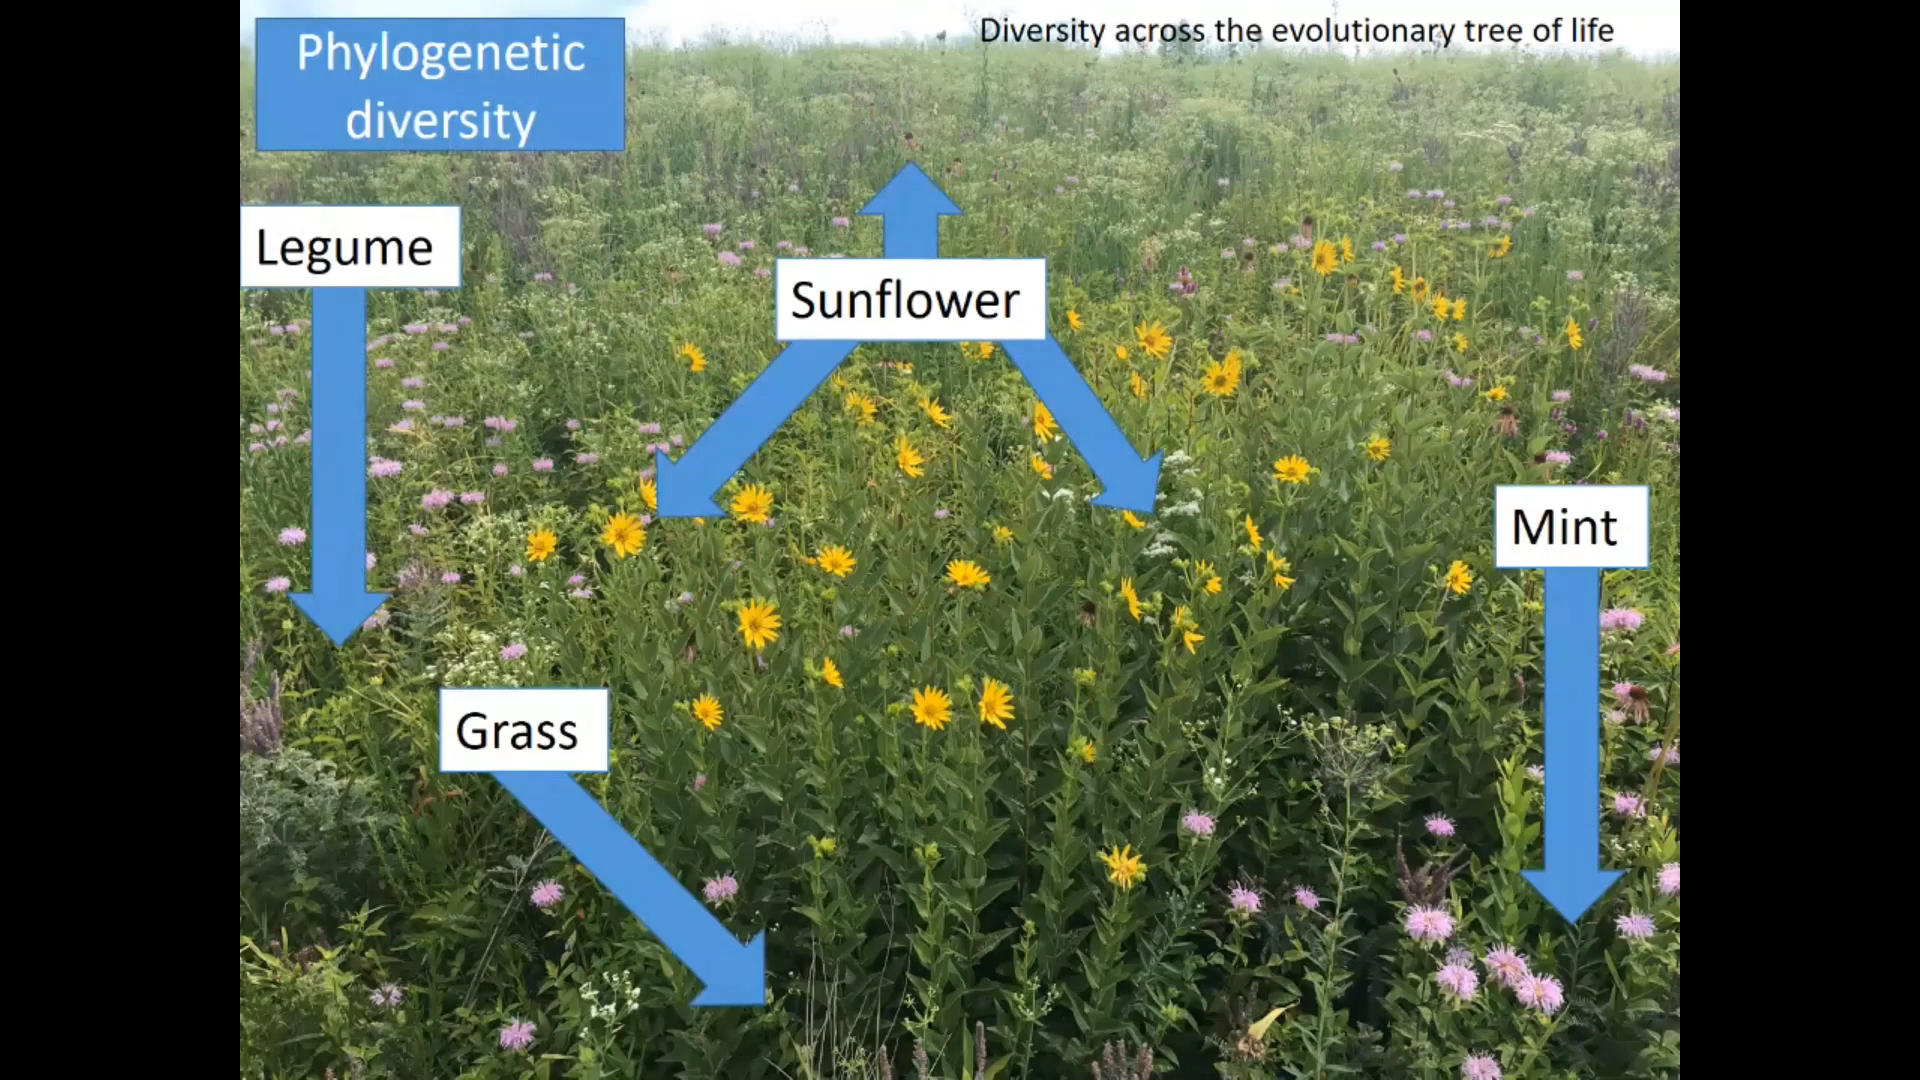 Phylogenetic
diversity
Diversity across the evolutionary tree of life
Legume
Sunflower
Mint
Grass